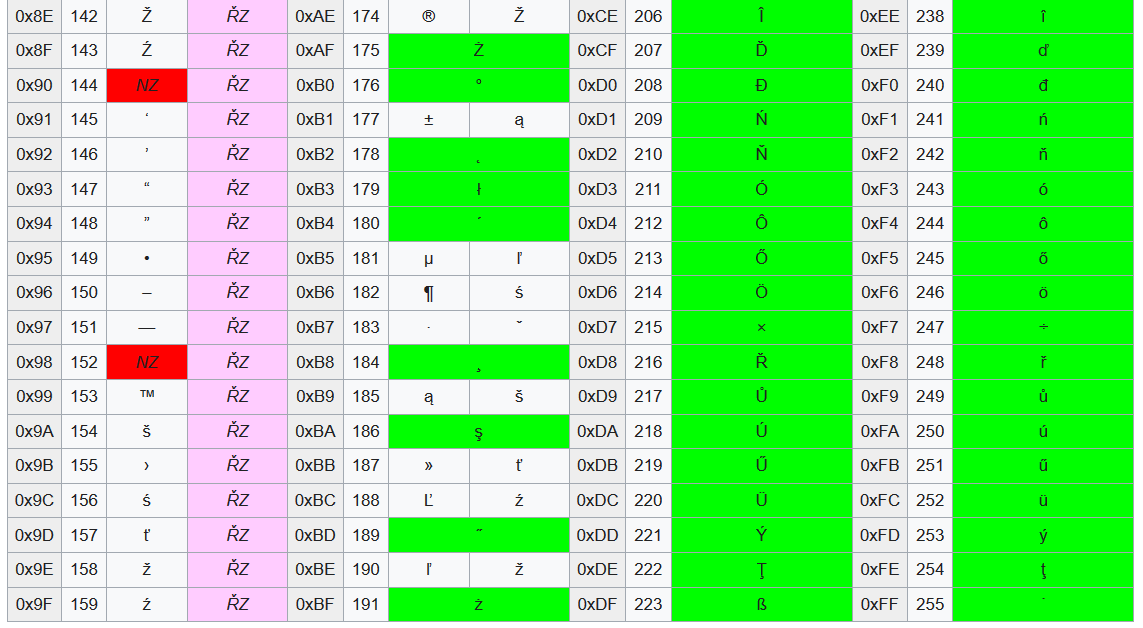 0x8E 142 Ž ŘZ 0xAE 174 ® Ž 0xCE 206 Î 0xEE 238 î
0x8F 143 Ź ŘZ 0xAF 175 Ż 0xCF 207 Ď 0xEF 239 ď
0x90 144 NZ ŘZ 0xB0 176 ° 0xD0 208 Đ 0xF0 240 đ
0x91 145 ‘ ŘZ 0xB1 177 ± ą 0xD1 209 Ń 0xF1 241 ń
0x92 146 ’ ŘZ 0xB2 178 ˛ 0xD2 210 Ň 0xF2 242 ň
0x93 147 “ ŘZ 0xB3 179 ł 0xD3 211 Ó 0xF3 243 ó
0x94 148 ” ŘZ 0xB4 180 ´ 0xD4 212 Ô 0xF4 244 ô
0x95 149 • ŘZ 0xB5 181 µ ľ 0xD5 213 Ő 0xF5 245 ő
0x96 150 – ŘZ 0xB6 182 ¶ ś 0xD6 214 Ö 0xF6 246 ö
0x97 151 — ŘZ 0xB7 183 · ˇ 0xD7 215 × 0xF7 247 ÷
0x98 152 NZ ŘZ 0xB8 184 ¸ 0xD8 216 Ř 0xF8 248 ř
0x99 153 ™ ŘZ 0xB9 185 ą š 0xD9 217 Ů 0xF9 249 ů
0x9A 154 š ŘZ 0xBA 186 ş 0xDA 218 Ú 0xFA 250 ú
0x9B 155 › ŘZ 0xBB 187 » ť 0xDB 219 Ű 0xFB 251 ű
0x9C 156 ś ŘZ 0xBC 188 Ľ ź 0xDC 220 Ü 0xFC 252 ü
0x9D 157 ť ŘZ 0xBD 189 ˝ 0xDD 221 Ý 0xFD 253 ý
0x9E 158 ž ŘZ 0xBE 190 ľ ž 0xDE 222 Ţ 0xFE 254 ţ
0x9F 159 ź ŘZ 0xBF 191 ż 0xDF 223 ß 0xFF 255 ˙